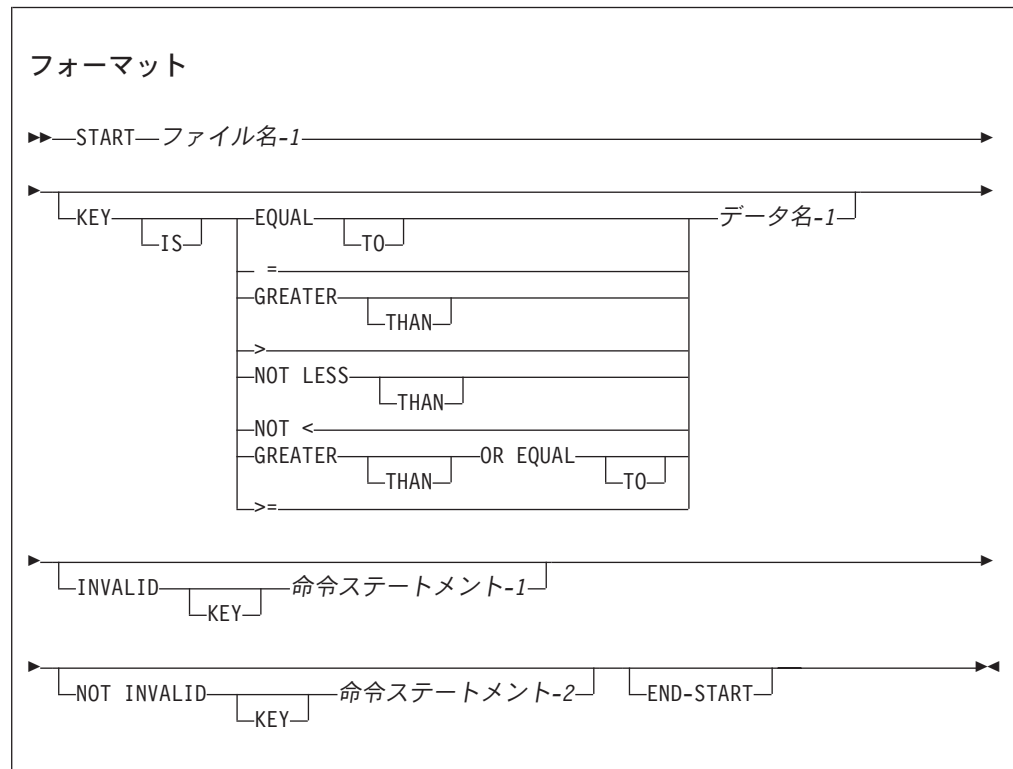 フォーマット
START ファイル名-1
KEY IS EQUAL TO データ名-1
=
GREATER THAN
>
NOT LESS THAN
NOT <
GREATER THAN OR EQUAL TO
>=
INVALID KEY 命令ステートメント-1
NOT INVALID KEY 命令ステートメント-2 END-START